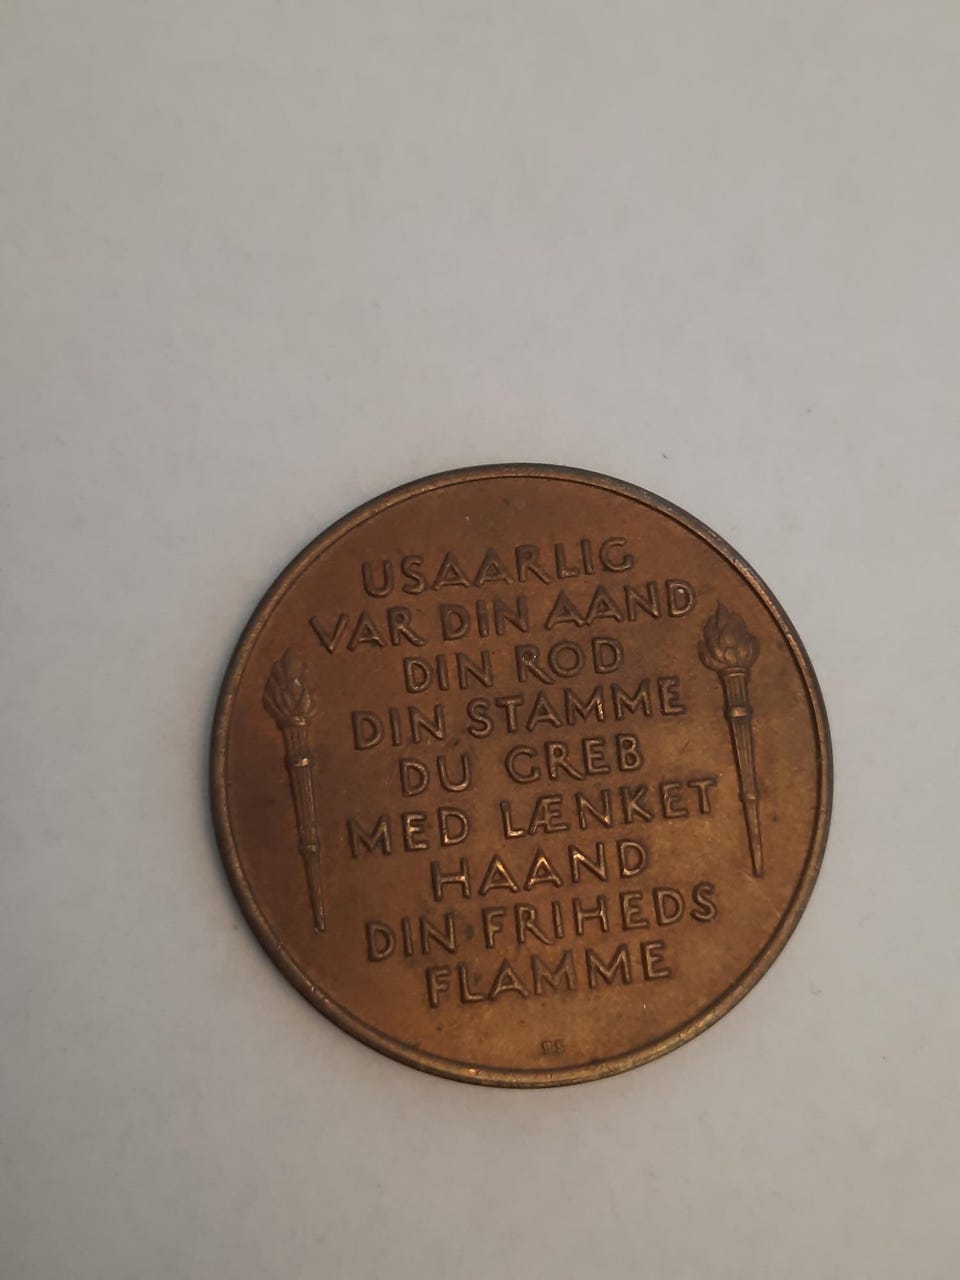 USAARLIG
VAR DIN AAND
DIN ROD
DIN STAMME
DU GREB
MED LÆNKET
HAAND
DIN FRIHEDS
FLAMME